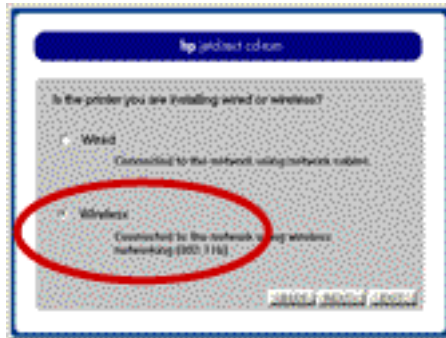 hp jetdirect cd-rom
Is the printer you are installing wired or wireless?
Wired
Connected to the network using network cables.
Wireless
Connected to the network using wireless
networking (802.11b)